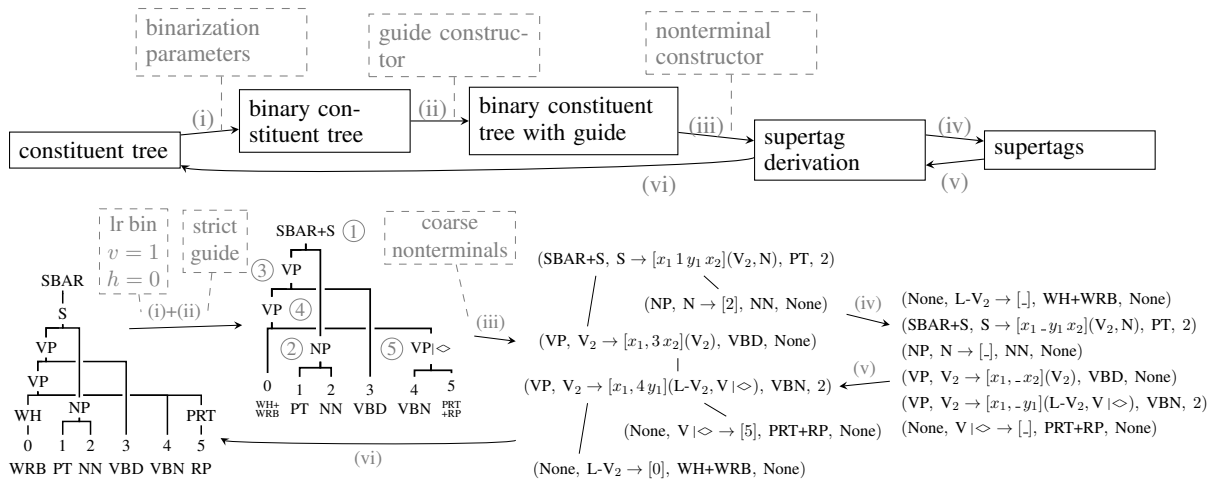 binarization
parameters
guide construc-
tor
nonterminal
constructor
(i)
binary con-
stituent tree
(ii)
binary constituent
tree with guide
(iii)
(iv)
constituent tree
supertag
derivation
supertags
(v)
(vi)
lr bin
v = 1
h = 0
strict
guide
(i)+(ii)
SBAR
S
VP
VP
WH NP PRT
0 1 2 3 4 5
WRB PT NN VBD VBN RP
SBAR+S 1
3 VP
VP 4
2 NP 5 VP|<>
0 1 2 3 4 5
WH+
WRB PT NN VBD VBN PRT
+RP
coarse
nonterminals
(iii)
(SBAR+S, S → [x₁ 1 y₁ x₂](V₂, N), PT, 2)
(NP, N → [2], NN, None)
(VP, V₂ → [x₁, 3 x₂](V₂), VBD, None)
(VP, V₂ → [x₁, 4 y₁](L-V₂, V|<>), VBN, 2)
(None, V|<> → [5], PRT+RP, None)
(None, L-V₂ → [0], WH+WRB, None)
(iv)
(v)
(vi)
(None, L-V₂ → [_], WH+WRB, None)
(SBAR+S, S → [x₁ _ y₁ x₂](V₂, N), PT, 2)
(NP, N → [_], NN, None)
(VP, V₂ → [x₁, _ x₂](V₂), VBD, None)
(VP, V₂ → [x₁, _ y₁](L-V₂, V|<>), VBN, 2)
(None, V|<> → [_], PRT+RP, None)